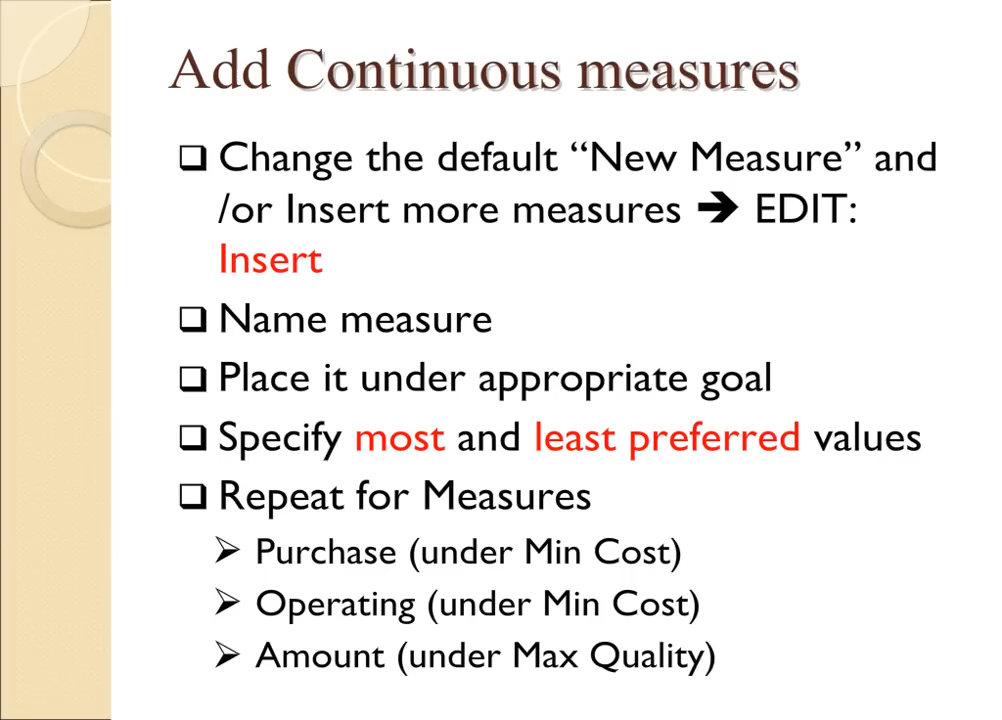 Add Continuous measures
❑ Change the default “New Measure” and
/or Insert more measures ➔ EDIT:
Insert
❑ Name measure
❑ Place it under appropriate goal
❑ Specify most and least preferred values
❑ Repeat for Measures
➢ Purchase (under Min Cost)
➢ Operating (under Min Cost)
➢ Amount (under Max Quality)